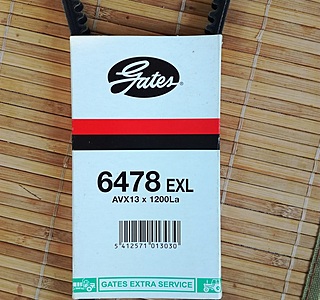 Gates®
6478 EXL
AVX13 x 1200La
5 412571 013030
GATES EXTRA SERVICE